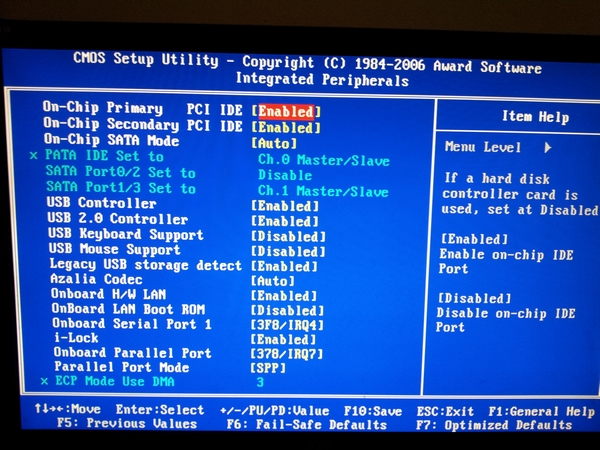 CMOS Setup Utility - Copyright (C) 1984-2006 Award Software
Integrated Peripherals
On-Chip Primary PCI IDE [Enabled]
On-Chip Secondary PCI IDE [Enabled]
On-Chip SATA Mode [Auto]
x PATA IDE Set to Ch.0 Master/Slave
SATA Port0/2 Set to Disable
SATA Port1/3 Set to Ch.1 Master/Slave
USB Controller [Enabled]
USB 2.0 Controller [Enabled]
USB Keyboard Support [Disabled]
USB Mouse Support [Disabled]
Legacy USB storage detect [Enabled]
Azalia Codec [Auto]
Onboard H/W LAN [Enabled]
OnBoard LAN Boot ROM [Disabled]
Onboard Serial Port 1 [3F8/IRQ4]
i-Lock [Enabled]
Onboard Parallel Port [378/IRQ7]
Parallel Port Mode [SPP]
x ECP Mode Use DMA 3
Item Help
Menu Level ▶
If a hard disk
controller card is
used, set at Disabled
[Enabled]
Enable on-chip IDE
Port
[Disabled]
Disable on-chip IDE
Port
↑↓→←:Move Enter:Select +/-/PU/PD:Value F10:Save ESC:Exit F1:General Help
F5: Previous Values F6: Fail-Safe Defaults F7: Optimized Defaults